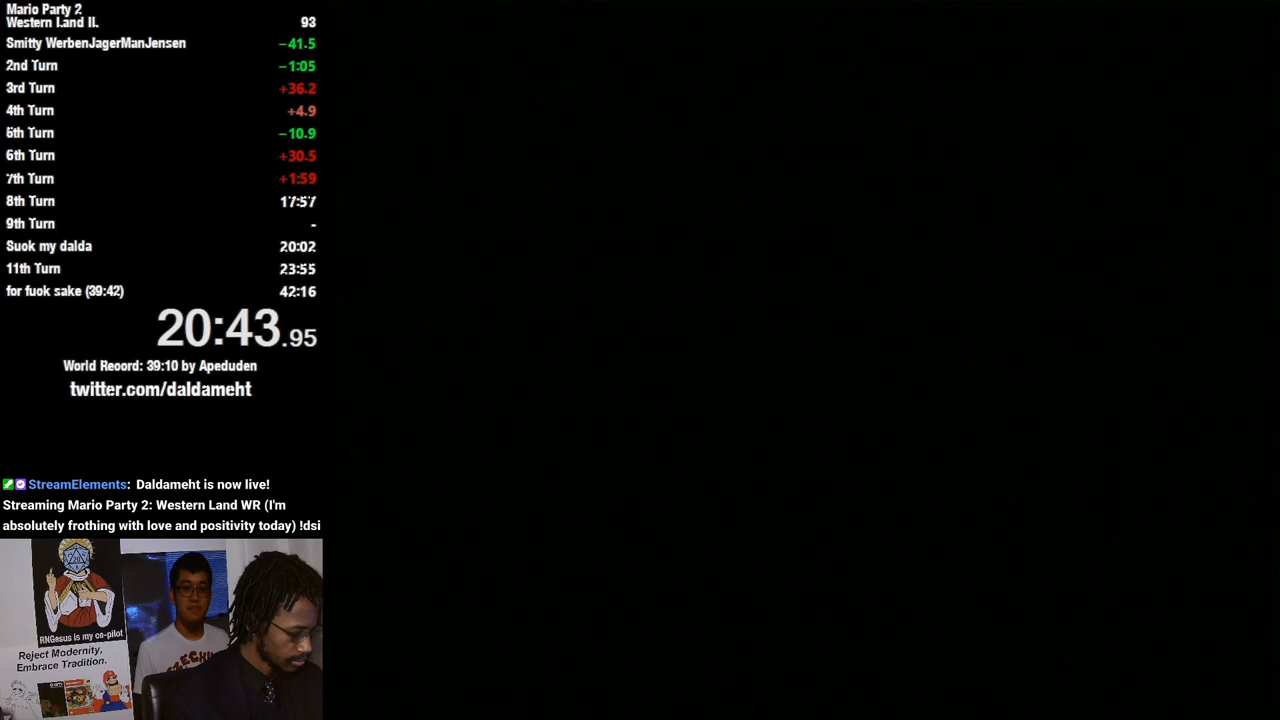 Mario Party 2
Western Land II. 93
Smitty WerbenJagerManJensen −41.5
2nd Turn −1:05
3rd Turn +36.2
4th Turn +4.9
5th Turn −10.9
6th Turn +30.5
7th Turn +1:59
8th Turn 17:57
9th Turn -
Suok my dalda 20:02
11th Turn 23:55
for fuok sake (39:42) 42:16
20:43.95
World Reoord: 39:10 by Apeduden
twitter.com/daldameht
StreamElements: Daldameht is now live!
Streaming Mario Party 2: Western Land WR (I'm
absolutely frothing with love and positivity today) !dsi
RNGesus is my co-pilot
Reject Modernity,
Embrace Tradition.